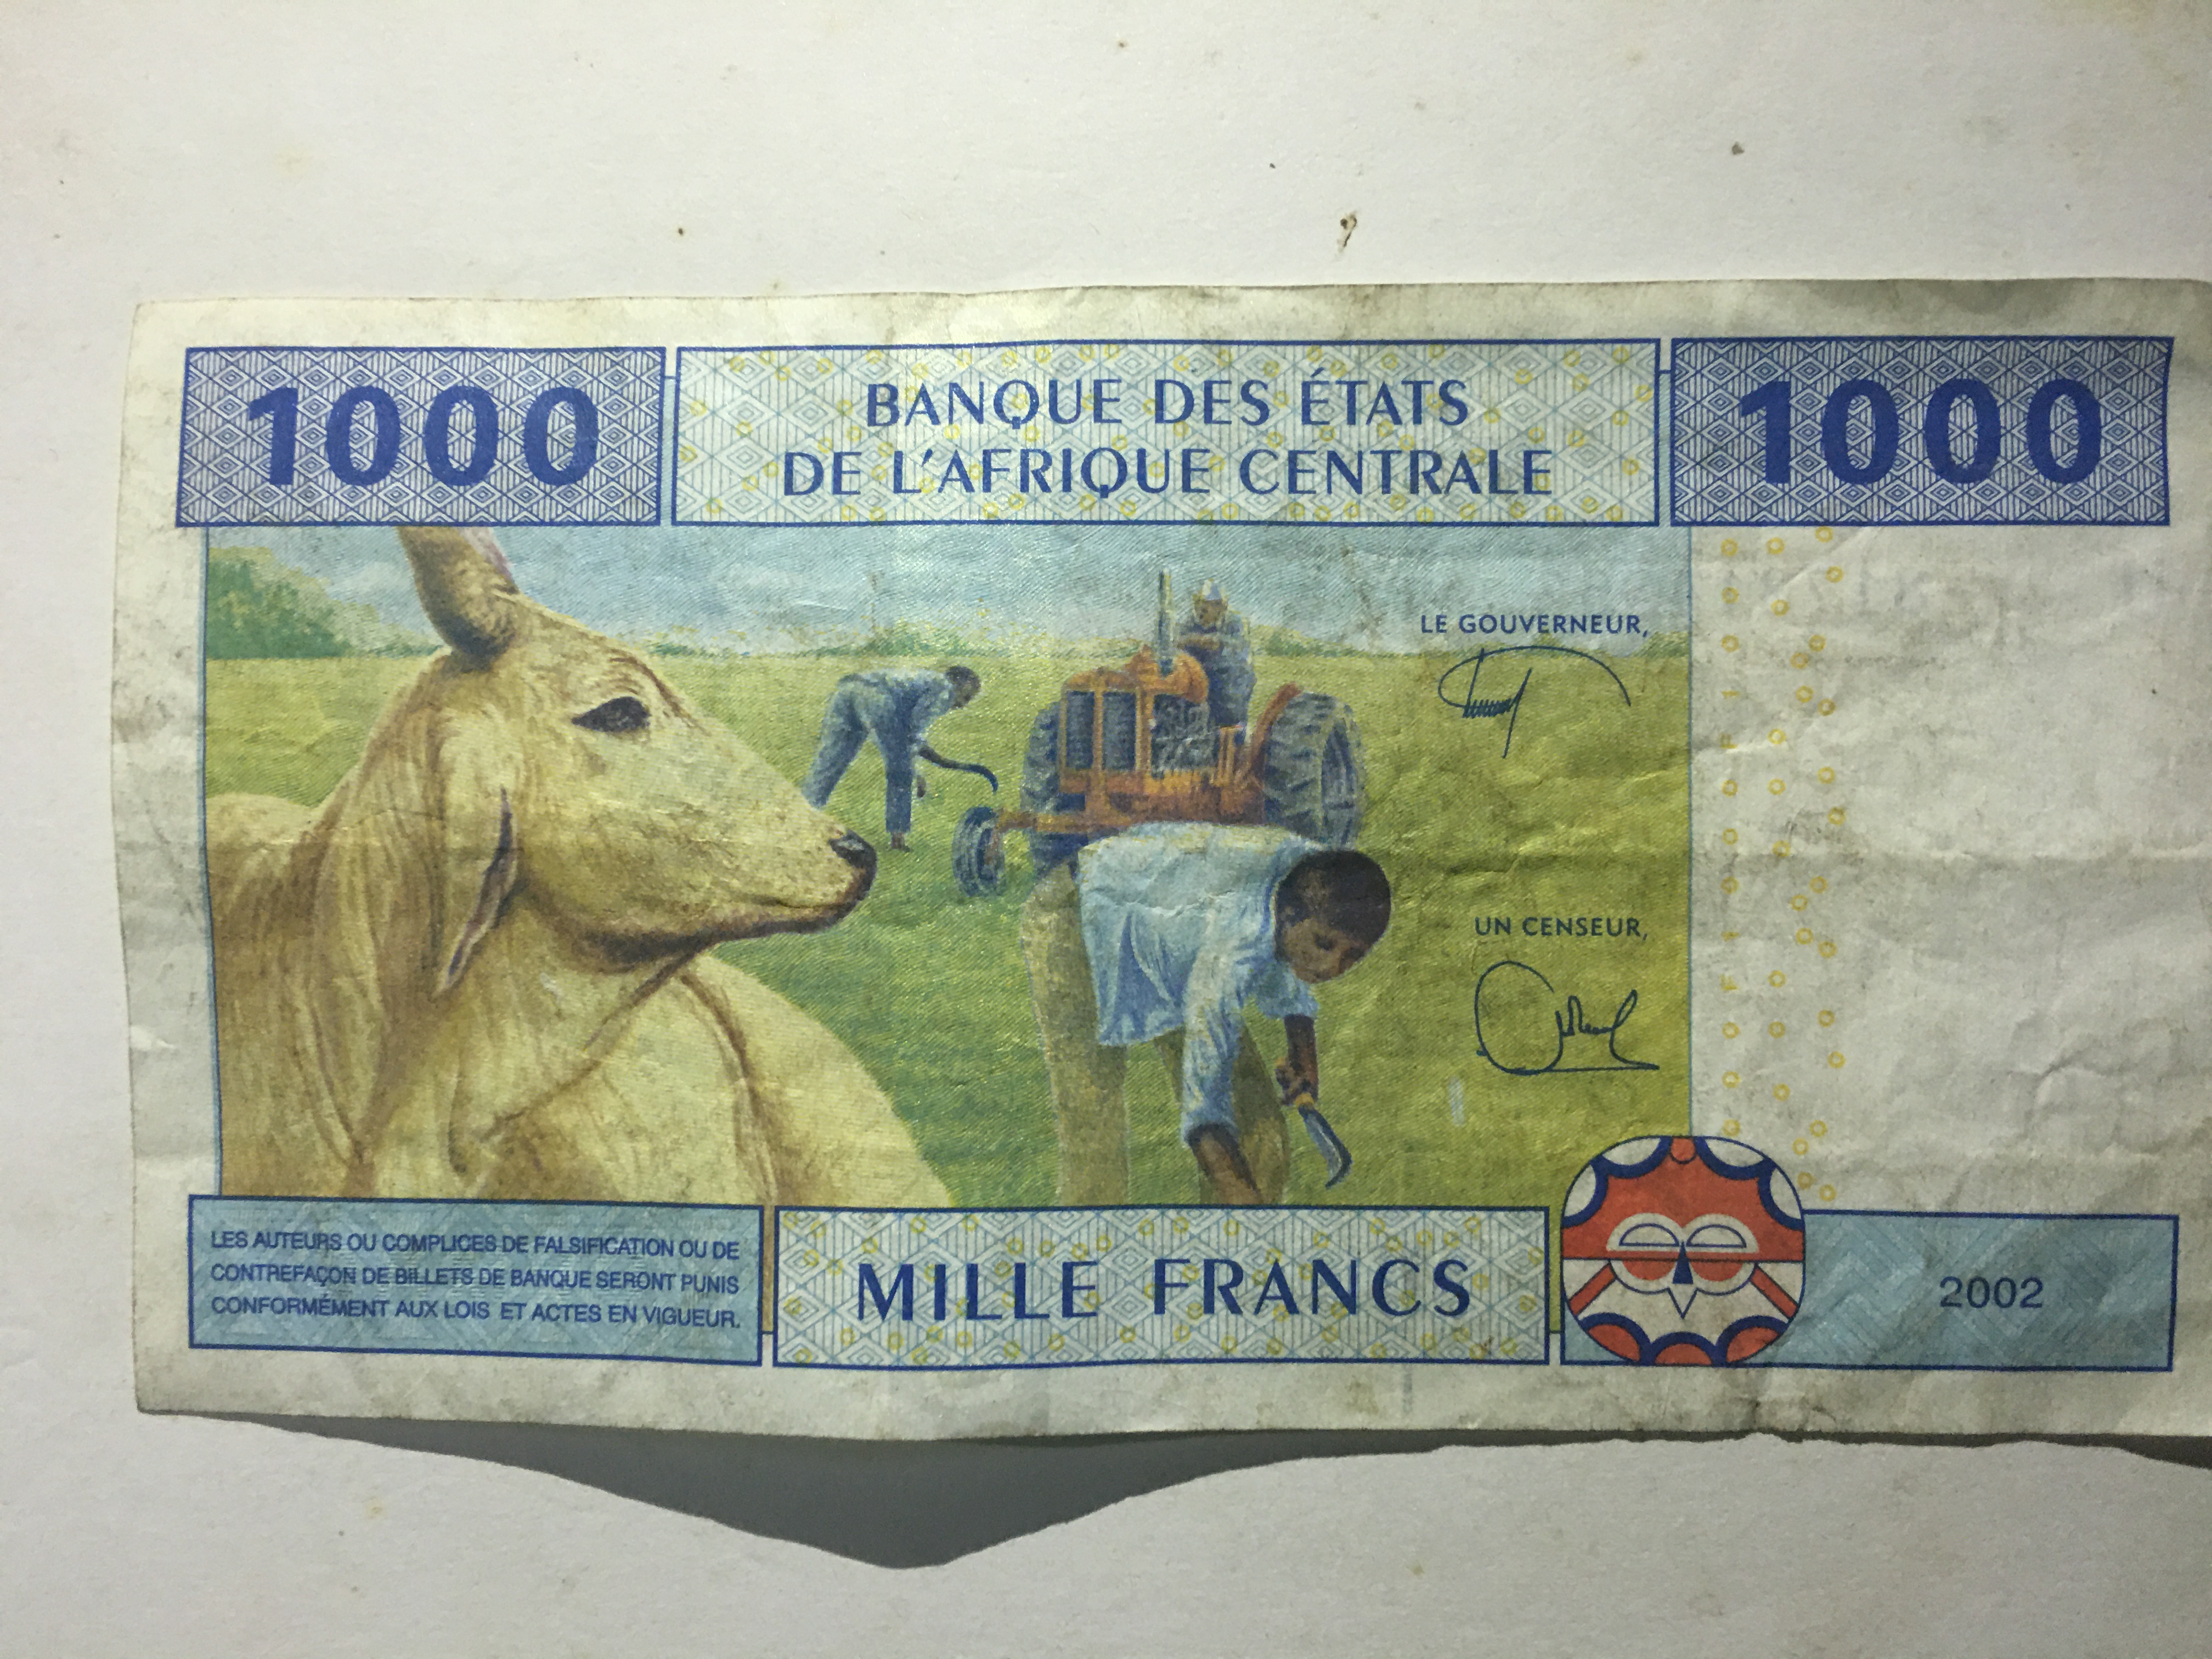 1000
BANQUE DES ÉTATS
DE L'AFRIQUE CENTRALE
1000
LE GOUVERNEUR,
UN CENSEUR,
000F1000F1000
LES AUTEURS OU COMPLICES DE FALSIFICATION OU DE
CONTREFAÇON DE BILLETS DE BANQUE SERONT PUNIS
CONFORMÉMENT AUX LOIS ET ACTES EN VIGUEUR.
MILLE FRANCS
2002